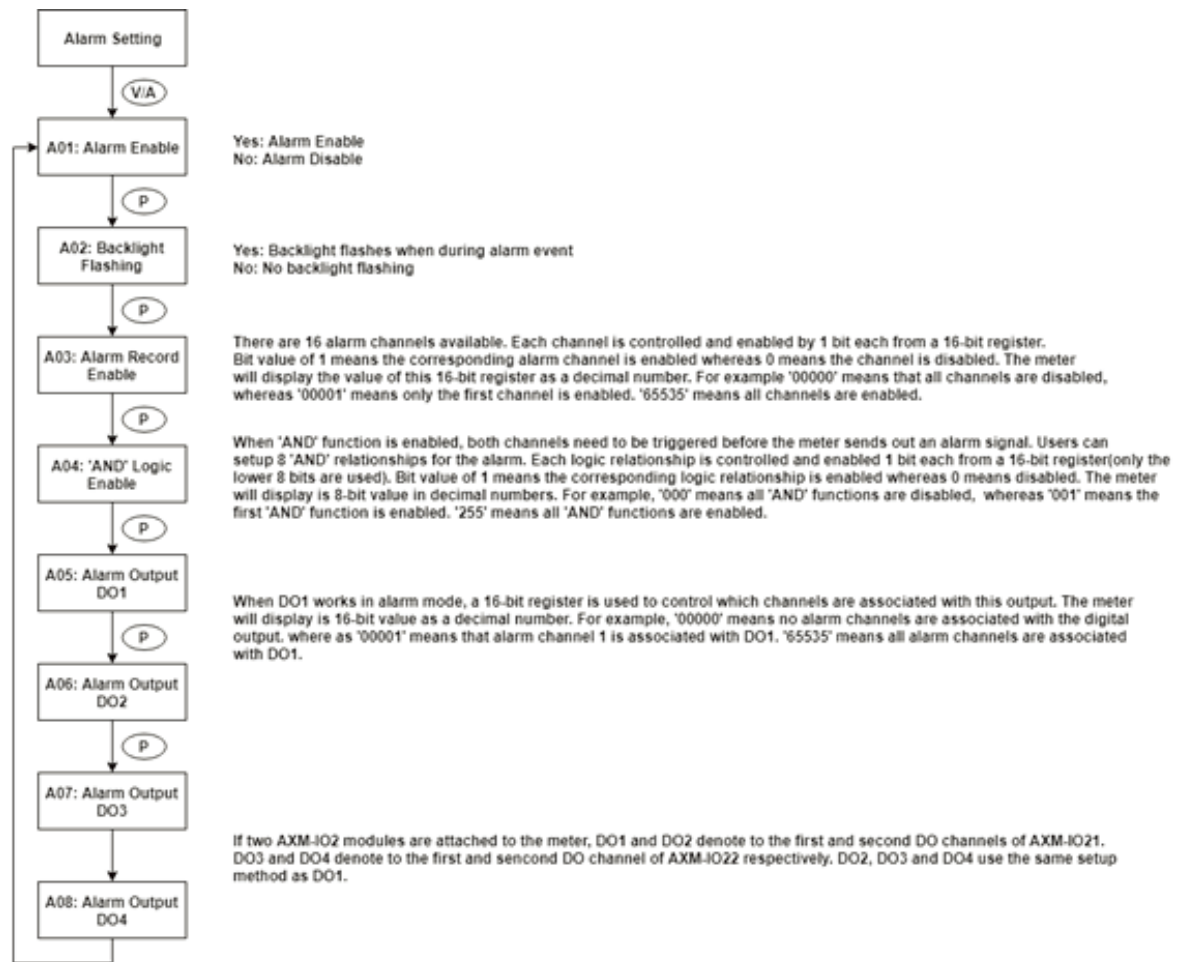 Alarm Setting
V/A
A01: Alarm Enable
Yes: Alarm Enable
No: Alarm Disable
P
A02: Backlight
Flashing
Yes: Backlight flashes when during alarm event
No: No backlight flashing
P
A03: Alarm Record
Enable
There are 16 alarm channels available. Each channel is controlled and enabled by 1 bit each from a 16-bit register.
Bit value of 1 means the corresponding alarm channel is enabled whereas 0 means the channel is disabled. The meter
will display the value of this 16-bit register as a decimal number. For example '00000' means that all channels are disabled,
whereas '00001' means only the first channel is enabled. '65535' means all channels are enabled.
P
A04: 'AND' Logic
Enable
When 'AND' function is enabled, both channels need to be triggered before the meter sends out an alarm signal. Users can
setup 8 'AND' relationships for the alarm. Each logic relationship is controlled and enabled 1 bit each from a 16-bit register(only the
lower 8 bits are used). Bit value of 1 means the corresponding logic relationship is enabled whereas 0 means disabled. The meter
will display is 8-bit value in decimal numbers. For example, '000' means all 'AND' functions are disabled, whereas '001' means the
first 'AND' function is enabled. '255' means all 'AND' functions are enabled.
P
A05: Alarm Output
DO1
When DO1 works in alarm mode, a 16-bit register is used to control which channels are associated with this output. The meter
will display is 16-bit value as a decimal number. For example, '00000' means no alarm channels are associated with the digital
output. where as '00001' means that alarm channel 1 is associated with DO1. '65535' means all alarm channels are associated
with DO1.
P
A06: Alarm Output
DO2
P
A07: Alarm Output
DO3
If two AXM-IO2 modules are attached to the meter, DO1 and DO2 denote to the first and second DO channels of AXM-IO21.
DO3 and DO4 denote to the first and sencond DO channel of AXM-IO22 respectively. DO2, DO3 and DO4 use the same setup
method as DO1.
A08: Alarm Output
DO4